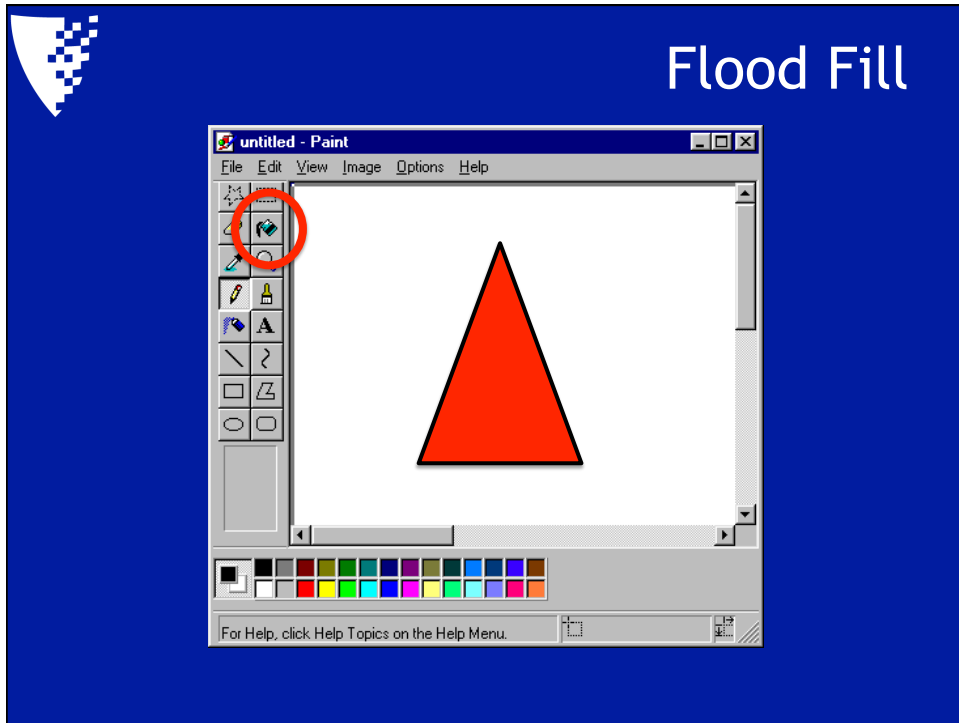 Flood Fill
untitled - Paint
File Edit View Image Options Help
A
For Help, click Help Topics on the Help Menu.